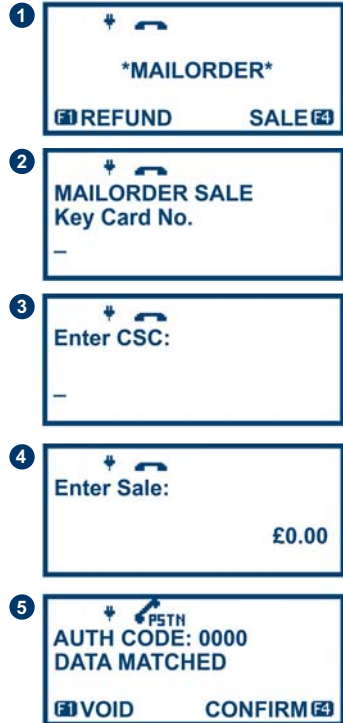 1
*MAILORDER*
F1 REFUND SALE F4
2
MAILORDER SALE
Key Card No.
_
3
Enter CSC:
_
4
Enter Sale:
£0.00
5
PSTN
AUTH CODE: 0000
DATA MATCHED
F1 VOID CONFIRM F4